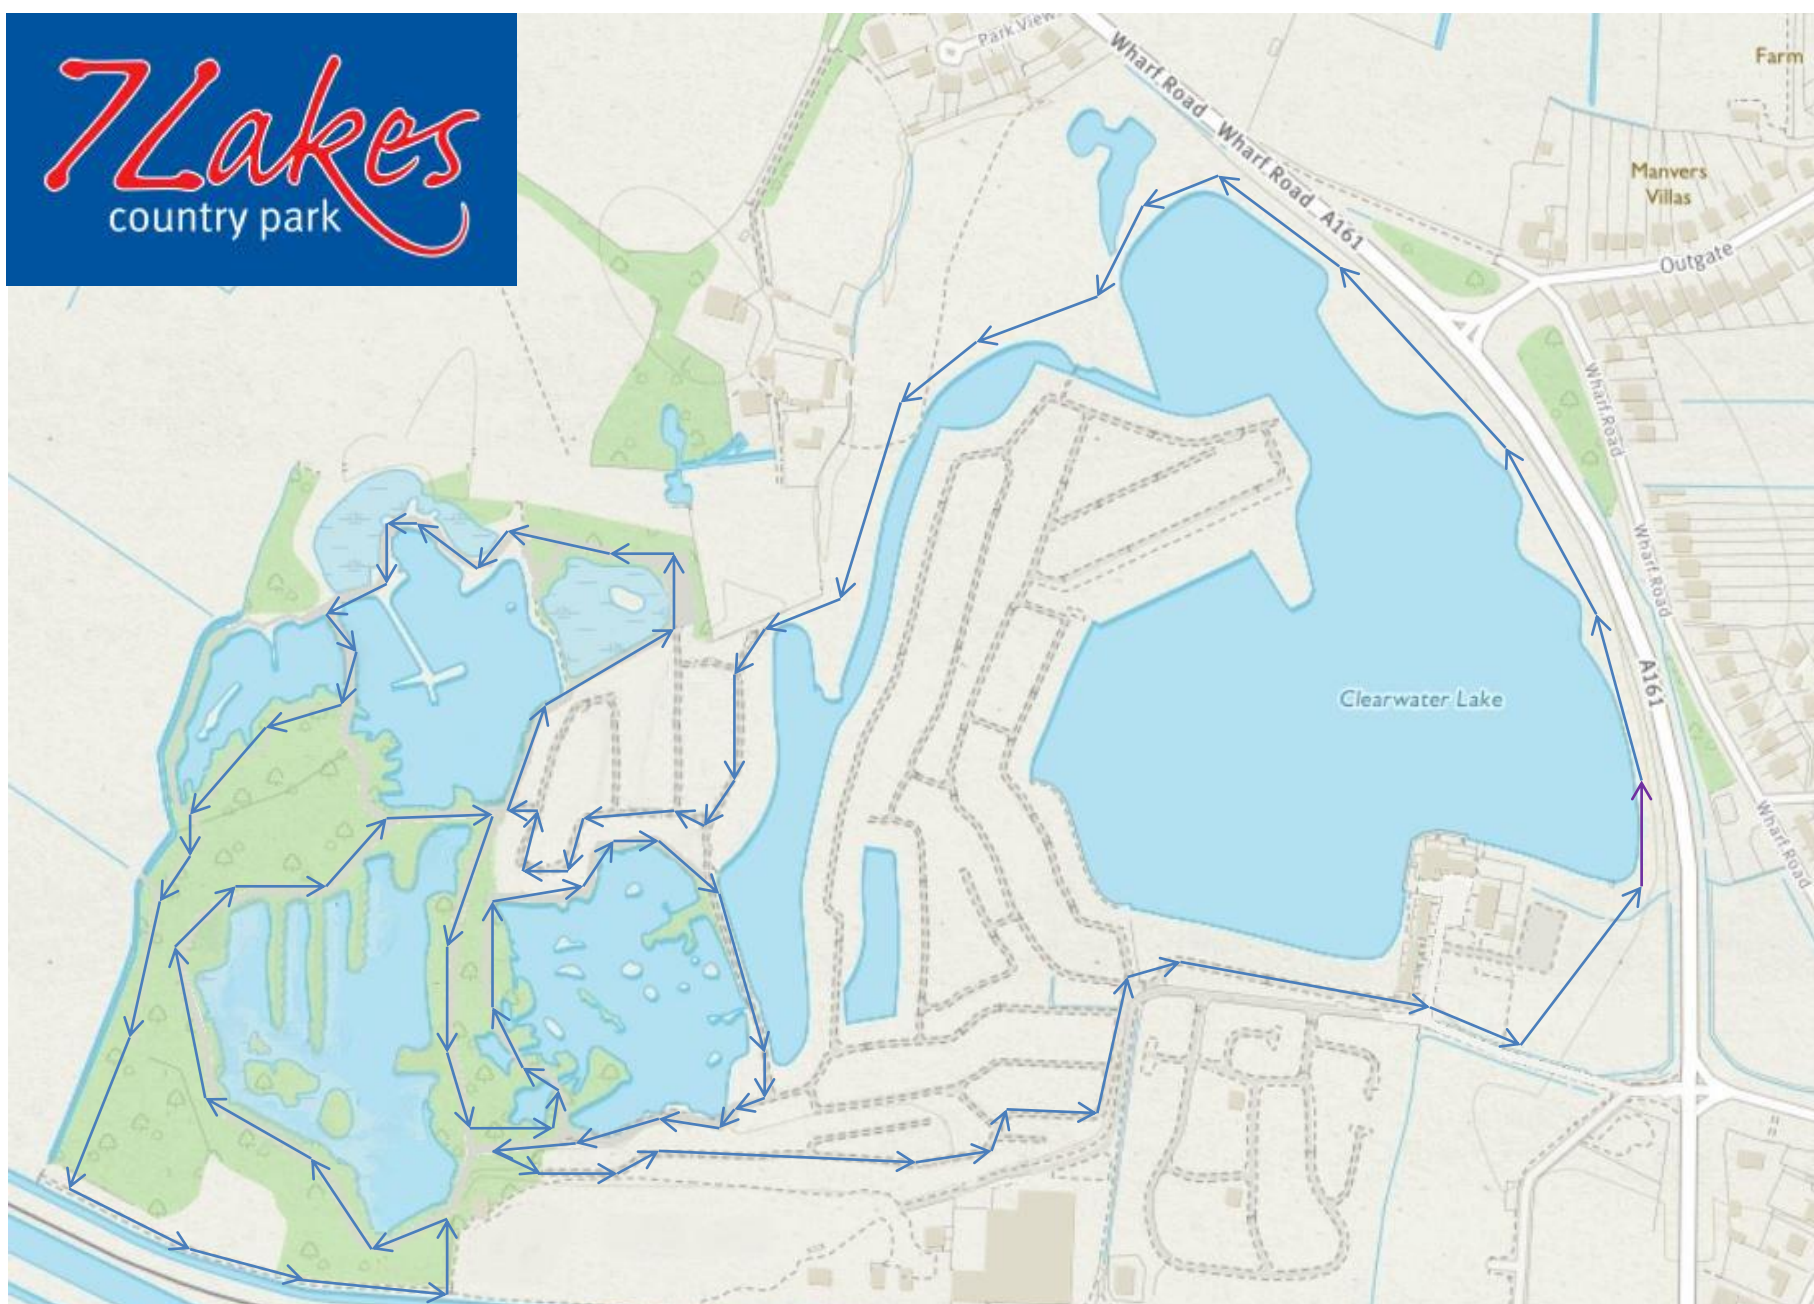 7Lakes
country park
Park View
Wharf Road
Wharf Road
A161
Farm
Manvers
Villas
Outgate
Wharf Road
Wharf Road
A161
Clearwater Lake
Wharf Road